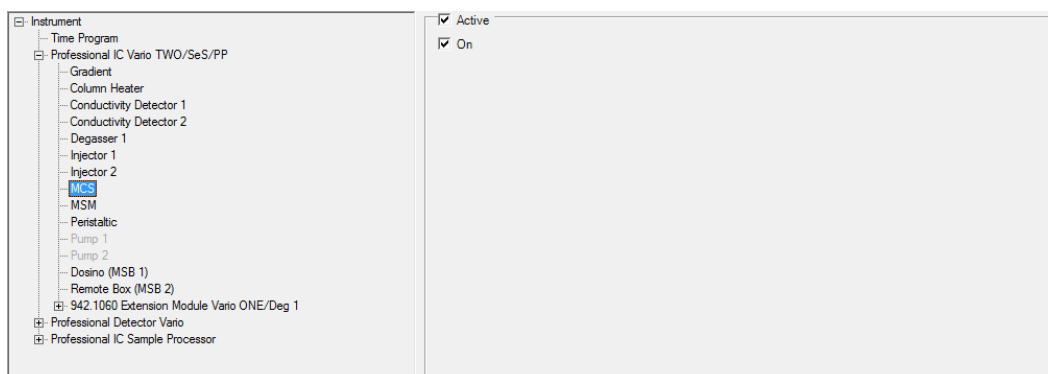 Instrument
Time Program
Professional IC Vario TWO/SeS/PP
Gradient
Column Heater
Conductivity Detector 1
Conductivity Detector 2
Degasser 1
Injector 1
Injector 2
MCS
MSM
Peristaltic
Pump 1
Pump 2
Dosino (MSB 1)
Remote Box (MSB 2)
942.1060 Extension Module Vario ONE/Deg 1
Professional Detector Vario
Professional IC Sample Processor
Active
On